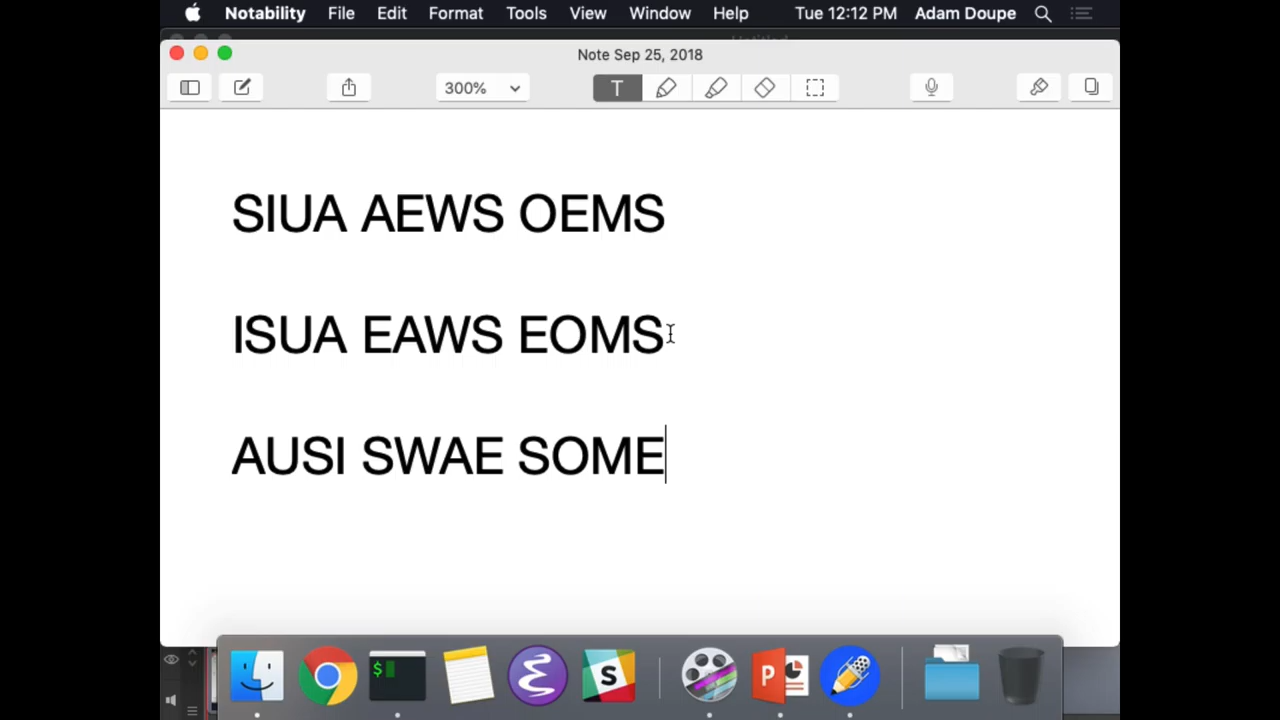 Notability File Edit Format Tools View Window Help Tue 12:12 PM Adam Doupe
Note Sep 25, 2018
300% T
SIUA AEWS OEMS
ISUA EAWS EOMS
AUSI SWAE SOME
$ S P